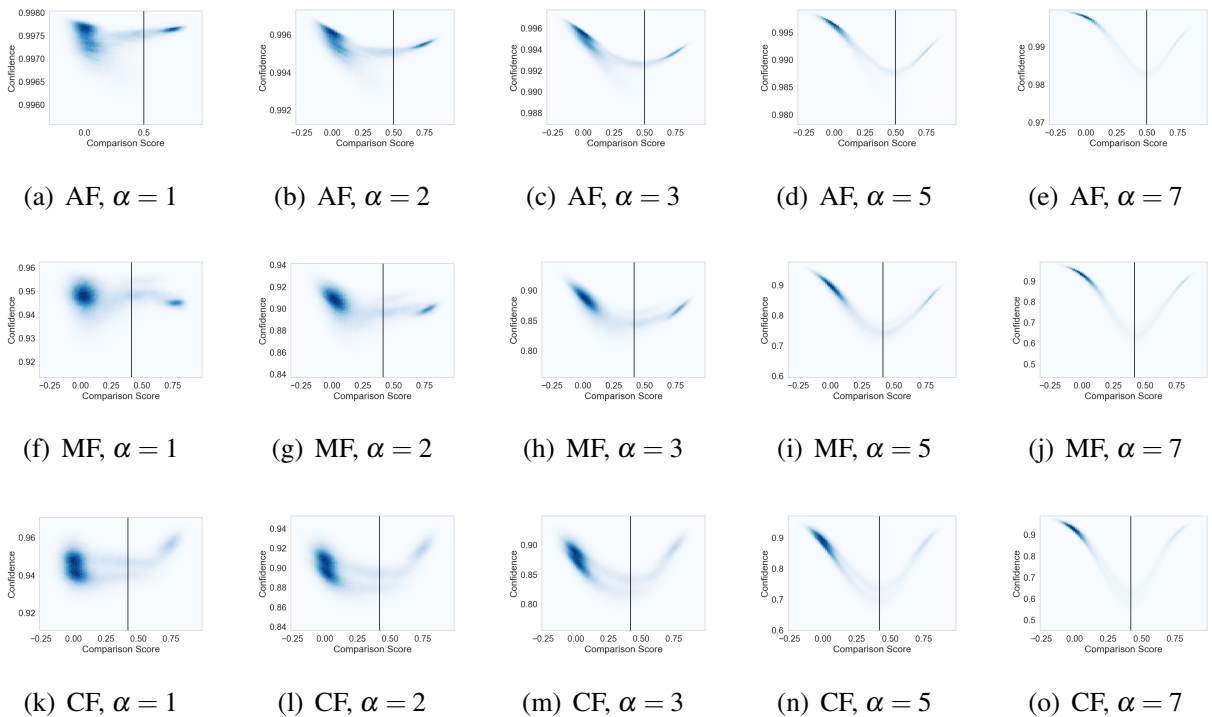 0.9980
0.9975
0.9970
0.9965
0.9960
Confidence
0.0 0.5
Comparison Score
0.996
0.994
0.992
Confidence
−0.25 0.00 0.25 0.50 0.75
Comparison Score
0.996
0.994
0.992
0.990
0.988
Confidence
−0.25 0.00 0.25 0.50 0.75
Comparison Score
0.995
0.990
0.985
0.980
Confidence
−0.25 0.00 0.25 0.50 0.75
Comparison Score
0.99
0.98
0.97
Confidence
−0.25 0.00 0.25 0.50 0.75
Comparison Score
(a) AF, α = 1
(b) AF, α = 2
(c) AF, α = 3
(d) AF, α = 5
(e) AF, α = 7
0.96
0.95
0.94
0.93
0.92
Confidence
−0.25 0.00 0.25 0.50 0.75
Comparison Score
0.94
0.92
0.90
0.88
0.86
0.84
Confidence
−0.25 0.00 0.25 0.50 0.75
Comparison Score
0.90
0.85
0.80
Confidence
−0.25 0.00 0.25 0.50 0.75
Comparison Score
0.9
0.8
0.7
0.6
Confidence
−0.25 0.00 0.25 0.50 0.75
Comparison Score
0.9
0.8
0.7
0.6
0.5
Confidence
−0.25 0.00 0.25 0.50 0.75
Comparison Score
(f) MF, α = 1
(g) MF, α = 2
(h) MF, α = 3
(i) MF, α = 5
(j) MF, α = 7
0.96
0.94
0.92
Confidence
−0.25 0.00 0.25 0.50 0.75
Comparison Score
0.94
0.92
0.90
0.88
0.86
0.84
Confidence
−0.25 0.00 0.25 0.50 0.75
Comparison Score
0.90
0.85
0.80
Confidence
−0.25 0.00 0.25 0.50 0.75
Comparison Score
0.9
0.8
0.7
0.6
Confidence
−0.25 0.00 0.25 0.50 0.75
Comparison Score
0.9
0.8
0.7
0.6
0.5
Confidence
−0.25 0.00 0.25 0.50 0.75
Comparison Score
(k) CF, α = 1
(l) CF, α = 2
(m) CF, α = 3
(n) CF, α = 5
(o) CF, α = 7